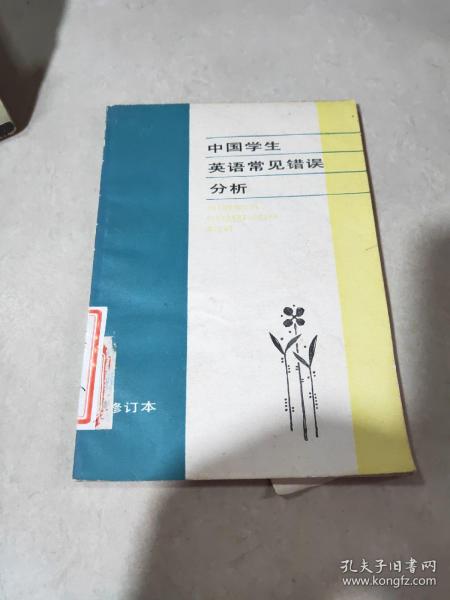 中国学生
英语常见错误
分析
修订本
孔夫子旧书网
www.kongfz.com